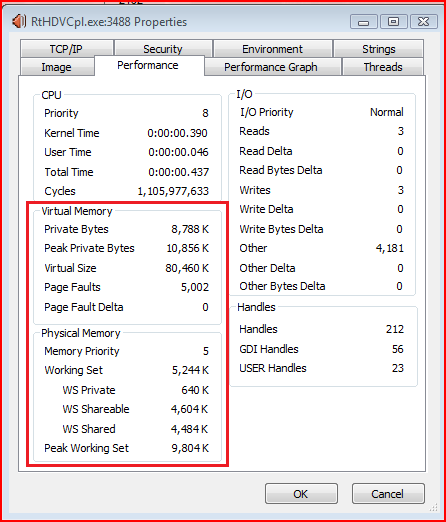 RtHDVCpl.exe:3488 Properties
TCP/IP Security Environment Strings
Image Performance Performance Graph Threads
CPU
Priority 8
Kernel Time 0:00:00.390
User Time 0:00:00.046
Total Time 0:00:00.437
Cycles 1,105,977,633
Virtual Memory
Private Bytes 8,788 K
Peak Private Bytes 10,856 K
Virtual Size 80,460 K
Page Faults 5,002
Page Fault Delta 0
Physical Memory
Memory Priority 5
Working Set 5,244 K
WS Private 640 K
WS Shareable 4,604 K
WS Shared 4,484 K
Peak Working Set 9,804 K
I/O
I/O Priority Normal
Reads 3
Read Delta 0
Read Bytes Delta 0
Writes 3
Write Delta 0
Write Bytes Delta 0
Other 4,181
Other Delta 0
Other Bytes Delta 0
Handles
Handles 212
GDI Handles 56
USER Handles 23
OK Cancel